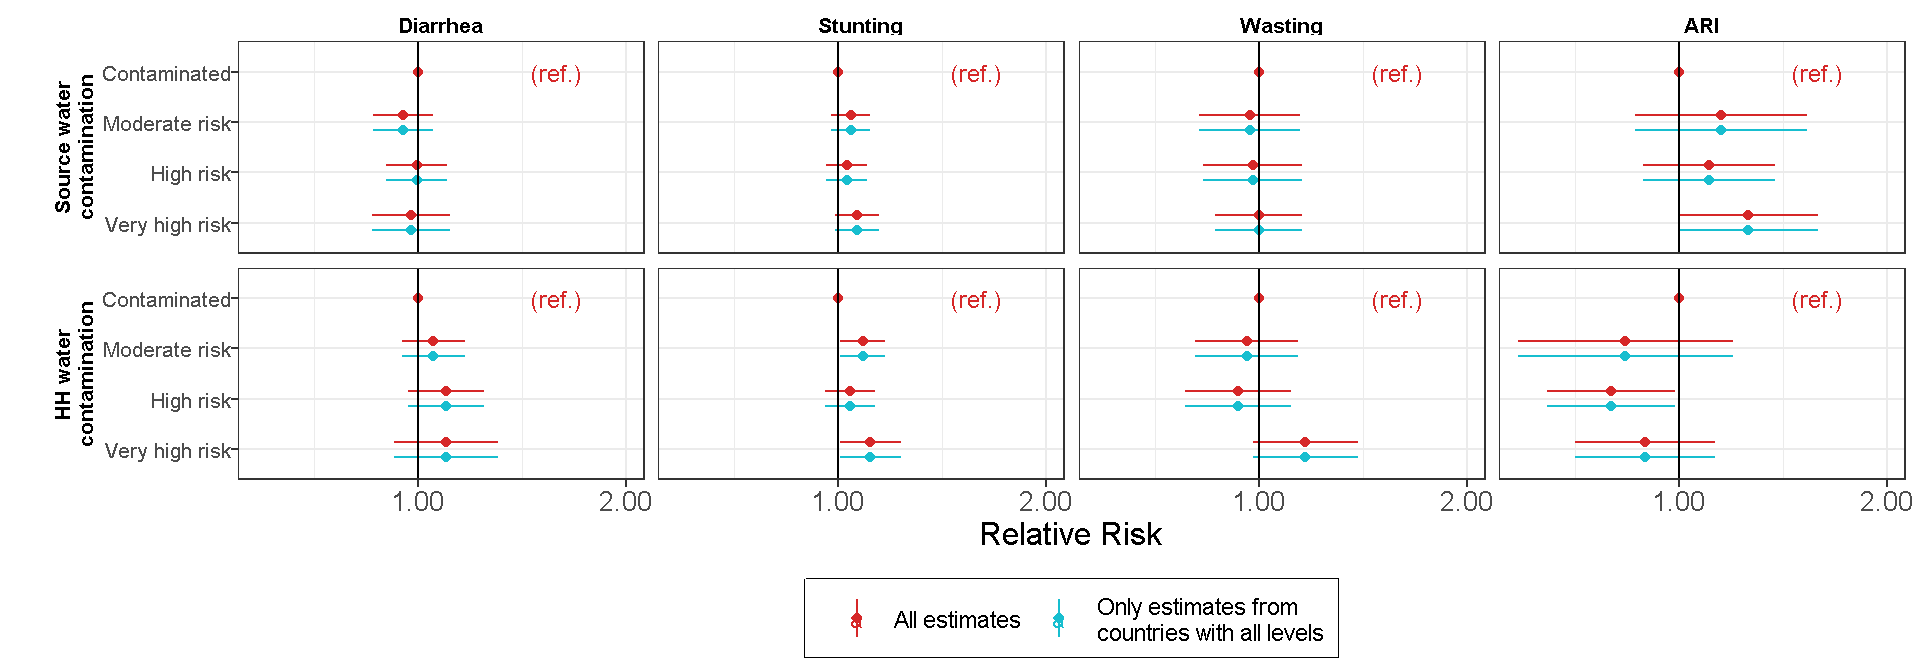 Diarrhea Stunting Wasting ARI
Source water
contamination
Contaminated (ref.) (ref.) (ref.) (ref.)
Moderate risk
High risk
Very high risk
HH water
contamination
Contaminated (ref.) (ref.) (ref.) (ref.)
Moderate risk
High risk
Very high risk
1.00 2.00 1.00 2.00 1.00 2.00 1.00 2.00
Relative Risk
All estimates
Only estimates from
countries with all levels